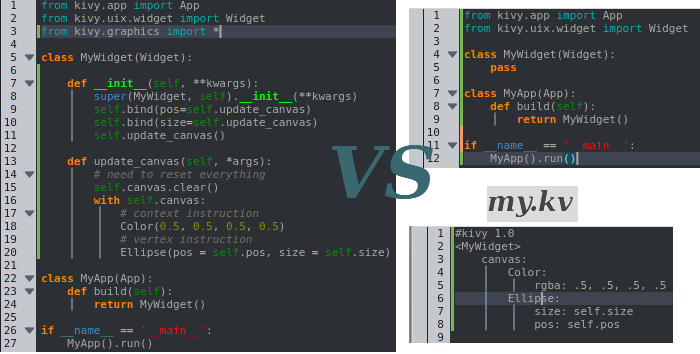 1 from kivy.app import App
2 from kivy.uix.widget import Widget
3 from kivy.graphics import *
4
5 class MyWidget(Widget):
6
7 def __init__(self, **kwargs):
8 super(MyWidget, self).__init__(**kwargs)
9 self.bind(pos=self.update_canvas)
10 self.bind(size=self.update_canvas)
11 self.update_canvas()
12
13 def update_canvas(self, *args):
14 # need to reset everything
15 self.canvas.clear()
16 with self.canvas:
17 # context instruction
18 Color(0.5, 0.5, 0.5, 0.5)
19 # vertex instruction
20 Ellipse(pos = self.pos, size = self.size)
21
22 class MyApp(App):
23 def build(self):
24 return MyWidget()
25
26 if __name__ == '__main__':
27 MyApp().run()
VS
1 from kivy.app import App
2 from kivy.uix.widget import Widget
3
4 class MyWidget(Widget):
5 pass
6
7 class MyApp(App):
8 def build(self):
9 return MyWidget()
10
11 if __name__ == '__main__':
12 MyApp().run()
my.kv
1 #kivy 1.0
2 <MyWidget>
3 canvas:
4 Color:
5 rgba: .5, .5, .5, .5
6 Ellipse:
7 size: self.size
8 pos: self.pos
9